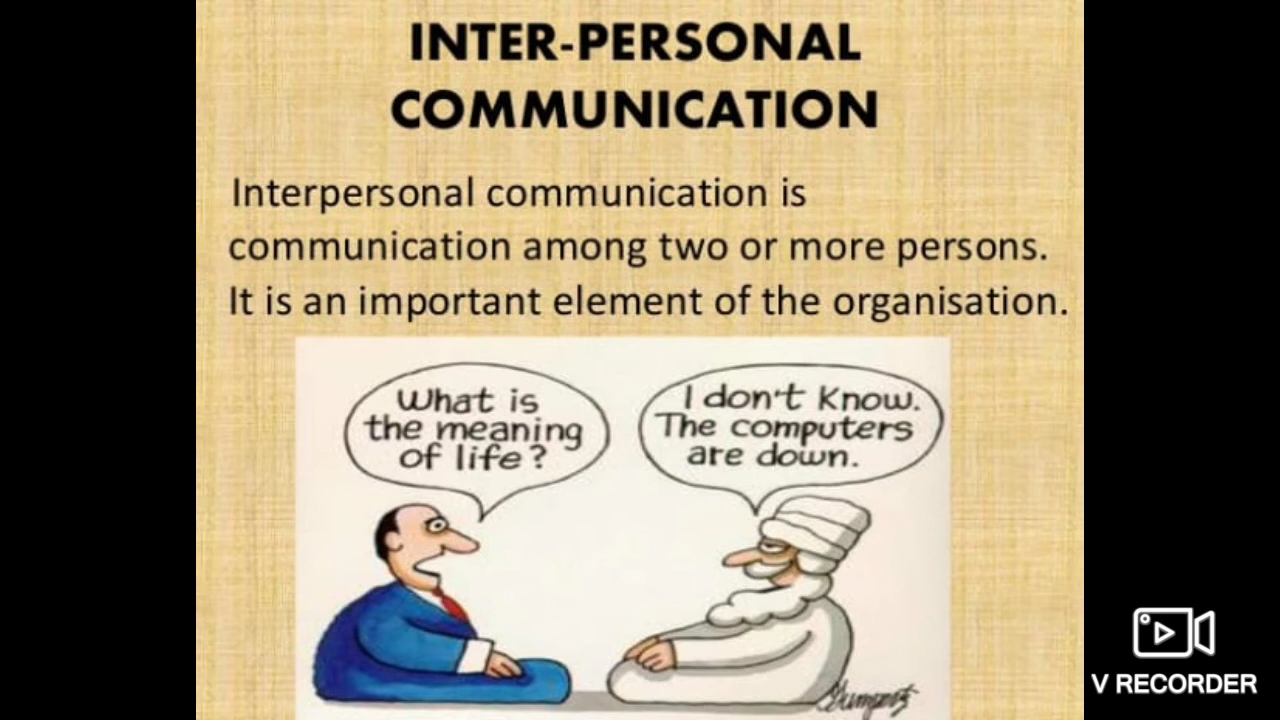 INTER-PERSONAL
COMMUNICATION
Interpersonal communication is
communication among two or more persons.
It is an important element of the organisation.
What is
the meaning
of life?
I don't know.
The computers
are down.
V RECORDER